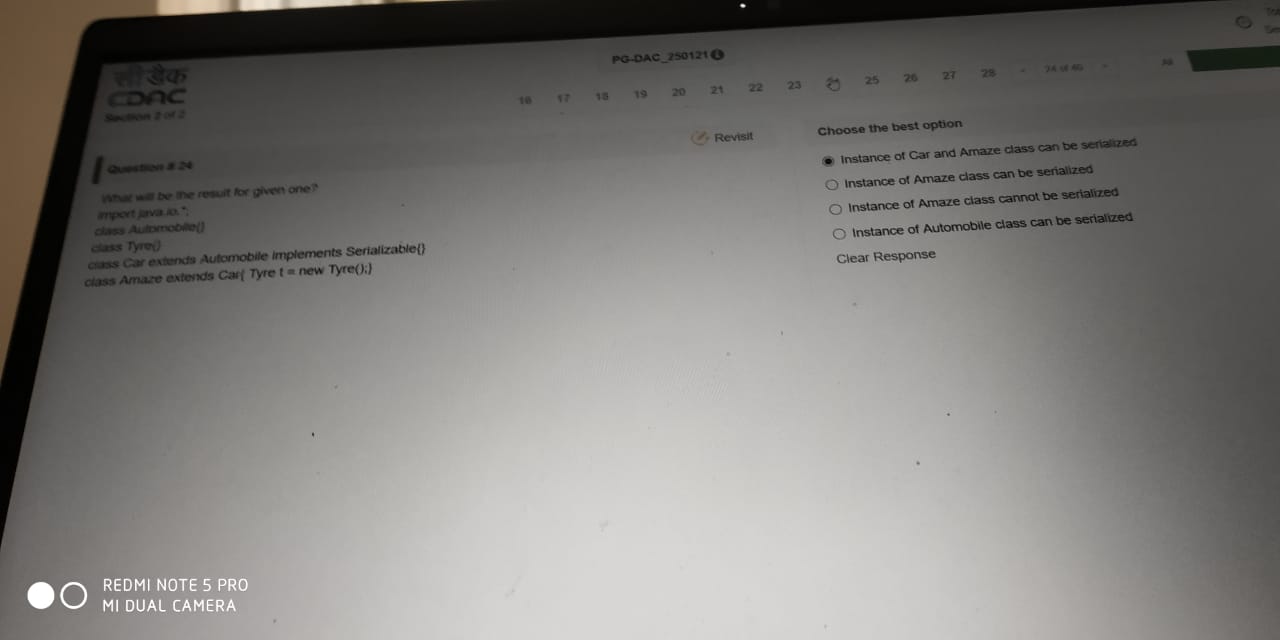 PG-DAC_250121
सी डैक
CDAC
Section 2 of 2
16 17 18 19 20 21 22 23 25 26 27 28 24 of 40 All
Revisit
Question # 24
What will be the result for given one?
import java.io.*;
class Automobile{}
class Tyre{}
class Car extends Automobile implements Serializable{}
class Amaze extends Car{ Tyre t = new Tyre();}
Choose the best option
Instance of Car and Amaze class can be serialized
Instance of Amaze class can be serialized
Instance of Amaze class cannot be serialized
Instance of Automobile class can be serialized
Clear Response
REDMI NOTE 5 PRO
MI DUAL CAMERA